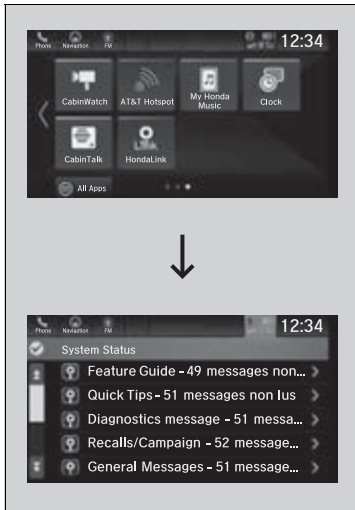 Phone Navigation FM 12:34
CabinWatch AT&T Hotspot My Honda Music Clock
CabinTalk HondaLink
All Apps
Phone Navigation FM 12:34
System Status
Feature Guide – 49 messages non...
Quick Tips – 51 messages non lus
Diagnostics message – 51 messa...
Recalls/Campaign – 52 message...
General Messages – 51 message...